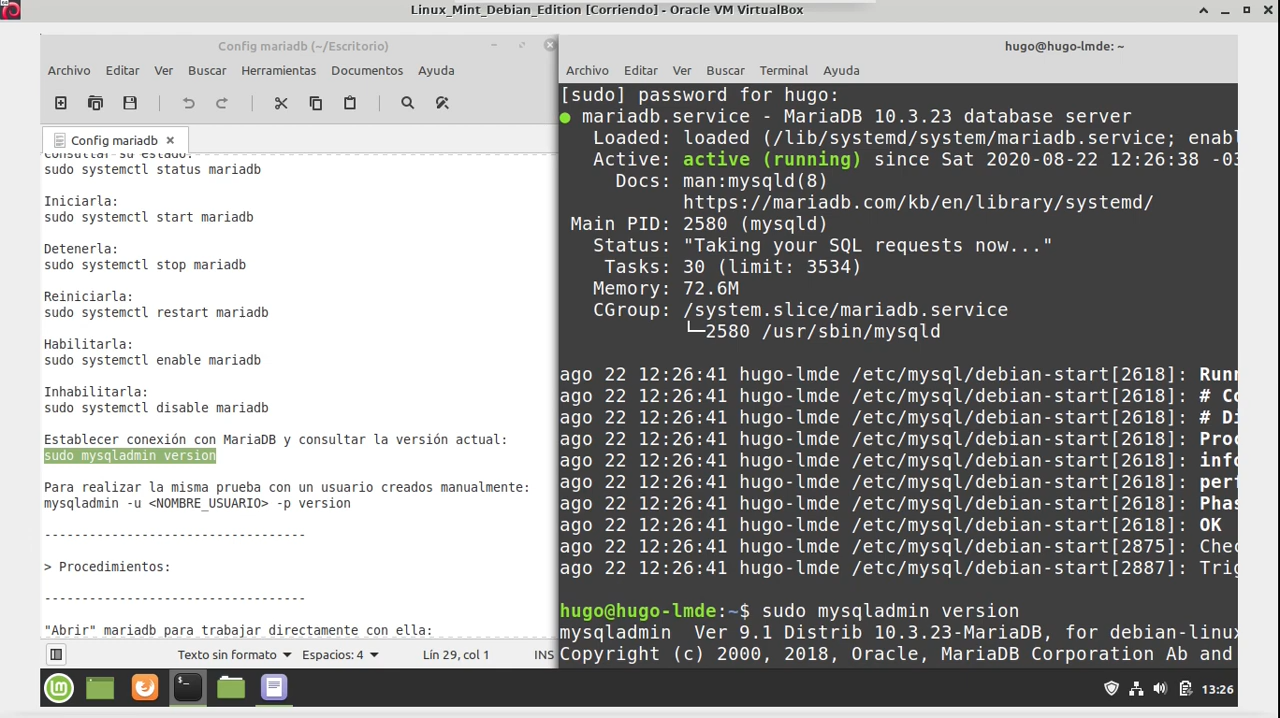 Linux_Mint_Debian_Edition [Corriendo] - Oracle VM VirtualBox
Config mariadb (~/Escritorio)
Archivo Editar Ver Buscar Herramientas Documentos Ayuda
Config mariadb
Consultar su estado:
sudo systemctl status mariadb
Iniciarla:
sudo systemctl start mariadb
Detenerla:
sudo systemctl stop mariadb
Reiniciarla:
sudo systemctl restart mariadb
Habilitarla:
sudo systemctl enable mariadb
Inhabilitarla:
sudo systemctl disable mariadb
Establecer conexión con MariaDB y consultar la versión actual:
sudo mysqladmin version
Para realizar la misma prueba con un usuario creados manualmente:
mysqladmin -u <NOMBRE_USUARIO> -p version
-----------------------------------
> Procedimientos:
-----------------------------------
"Abrir" mariadb para trabajar directamente con ella:
Texto sin formato Espacios: 4 Lín 29, col 1 INS
hugo@hugo-lmde: ~
Archivo Editar Ver Buscar Terminal Ayuda
[sudo] password for hugo:
● mariadb.service - MariaDB 10.3.23 database server
Loaded: loaded (/lib/systemd/system/mariadb.service; enabl
Active: active (running) since Sat 2020-08-22 12:26:38 -03
Docs: man:mysqld(8)
https://mariadb.com/kb/en/library/systemd/
Main PID: 2580 (mysqld)
Status: "Taking your SQL requests now..."
Tasks: 30 (limit: 3534)
Memory: 72.6M
CGroup: /system.slice/mariadb.service
└─2580 /usr/sbin/mysqld
ago 22 12:26:41 hugo-lmde /etc/mysql/debian-start[2618]: Runn
ago 22 12:26:41 hugo-lmde /etc/mysql/debian-start[2618]: # Co
ago 22 12:26:41 hugo-lmde /etc/mysql/debian-start[2618]: # Di
ago 22 12:26:41 hugo-lmde /etc/mysql/debian-start[2618]: Proc
ago 22 12:26:41 hugo-lmde /etc/mysql/debian-start[2618]: info
ago 22 12:26:41 hugo-lmde /etc/mysql/debian-start[2618]: perf
ago 22 12:26:41 hugo-lmde /etc/mysql/debian-start[2618]: Phas
ago 22 12:26:41 hugo-lmde /etc/mysql/debian-start[2618]: OK
ago 22 12:26:41 hugo-lmde /etc/mysql/debian-start[2875]: Chec
ago 22 12:26:41 hugo-lmde /etc/mysql/debian-start[2887]: Trig
hugo@hugo-lmde:~$ sudo mysqladmin version
mysqladmin  Ver 9.1 Distrib 10.3.23-MariaDB, for debian-linux
Copyright (c) 2000, 2018, Oracle, MariaDB Corporation Ab and
13:26